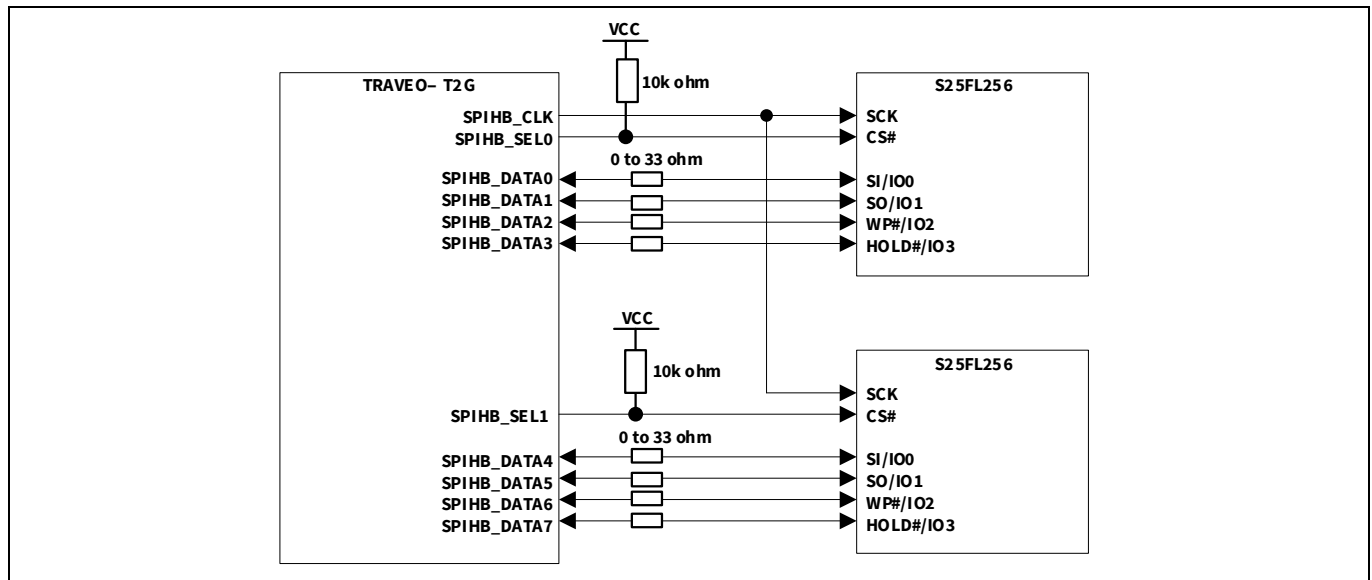 VCC
10k ohm
TRAVEO– T2G
SPIHB_CLK
SPIHB_SEL0
0 to 33 ohm
SPIHB_DATA0
SPIHB_DATA1
SPIHB_DATA2
SPIHB_DATA3
S25FL256
SCK
CS#
SI/IO0
SO/IO1
WP#/IO2
HOLD#/IO3
VCC
10k ohm
SPIHB_SEL1
0 to 33 ohm
SPIHB_DATA4
SPIHB_DATA5
SPIHB_DATA6
SPIHB_DATA7
S25FL256
SCK
CS#
SI/IO0
SO/IO1
WP#/IO2
HOLD#/IO3